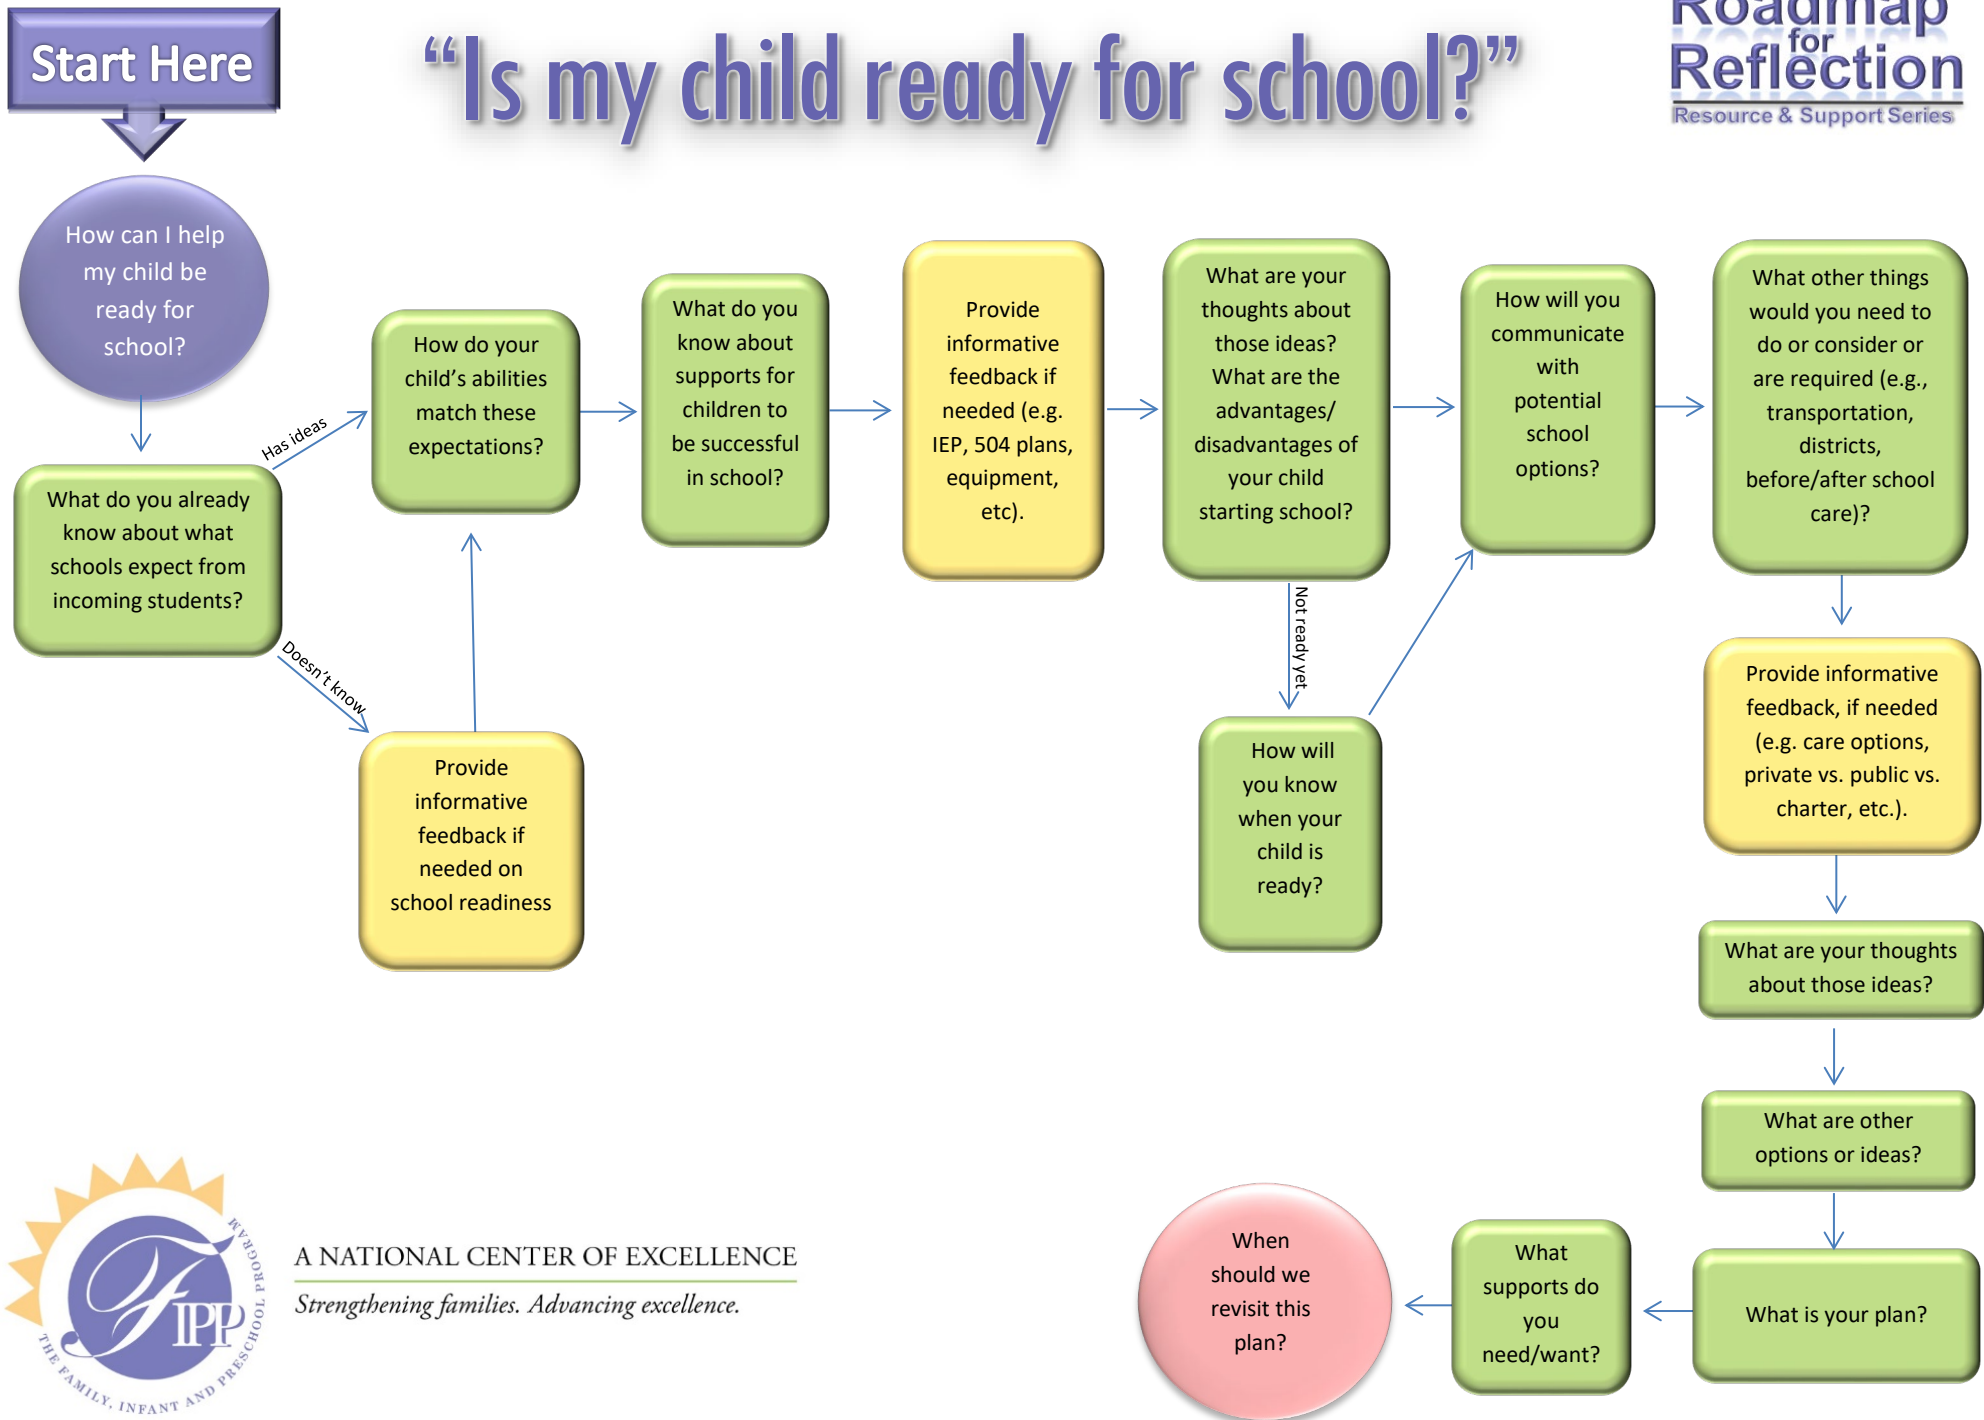 Start Here
“Is my child ready for school?”
Roadmap
for
Reflection
Resource & Support Series
How can I help
my child be
ready for
school?
What do you already
know about what
schools expect from
incoming students?
Has ideas
Doesn’t know
Provide
informative
feedback if
needed on
school readiness
How do your
child’s abilities
match these
expectations?
What do you
know about
supports for
children to
be successful
in school?
Provide
informative
feedback if
needed (e.g.
IEP, 504 plans,
equipment,
etc).
What are your
thoughts about
those ideas?
What are the
advantages/
disadvantages of
your child
starting school?
Not ready yet
How will
you know
when your
child is
ready?
How will you
communicate
with
potential
school
options?
What other things
would you need to
do or consider or
are required (e.g.,
transportation,
districts,
before/after school
care)?
Provide informative
feedback, if needed
(e.g. care options,
private vs. public vs.
charter, etc.).
What are your thoughts
about those ideas?
What are other
options or ideas?
What is your plan?
What
supports do
you
need/want?
When
should we
revisit this
plan?
FIPP
THE FAMILY, INFANT AND PRESCHOOL PROGRAM
A NATIONAL CENTER OF EXCELLENCE
Strengthening families. Advancing excellence.